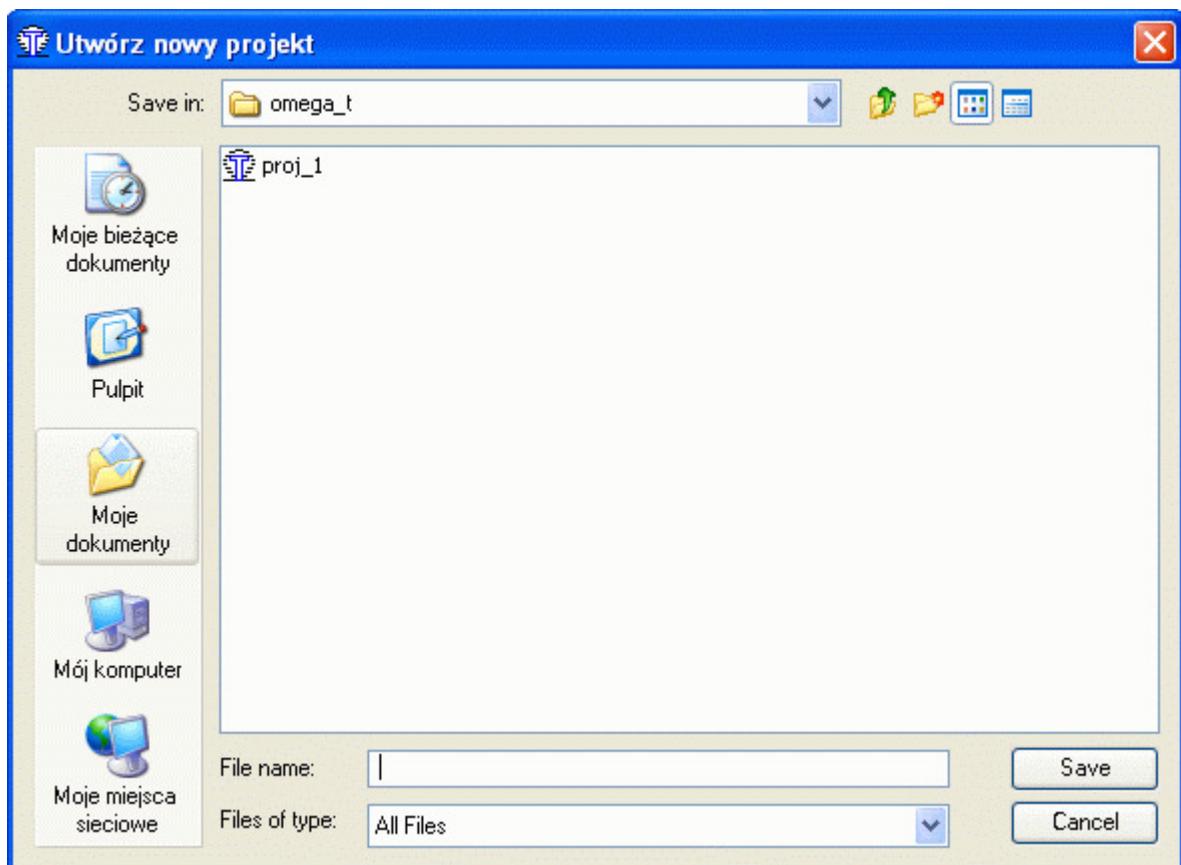 Utwórz nowy projekt
Save in: omega_t
proj_1
Moje bieżące
dokumenty
Pulpit
Moje
dokumenty
Mój komputer
Moje miejsca
sieciowe
File name:
Save
Files of type: All Files
Cancel